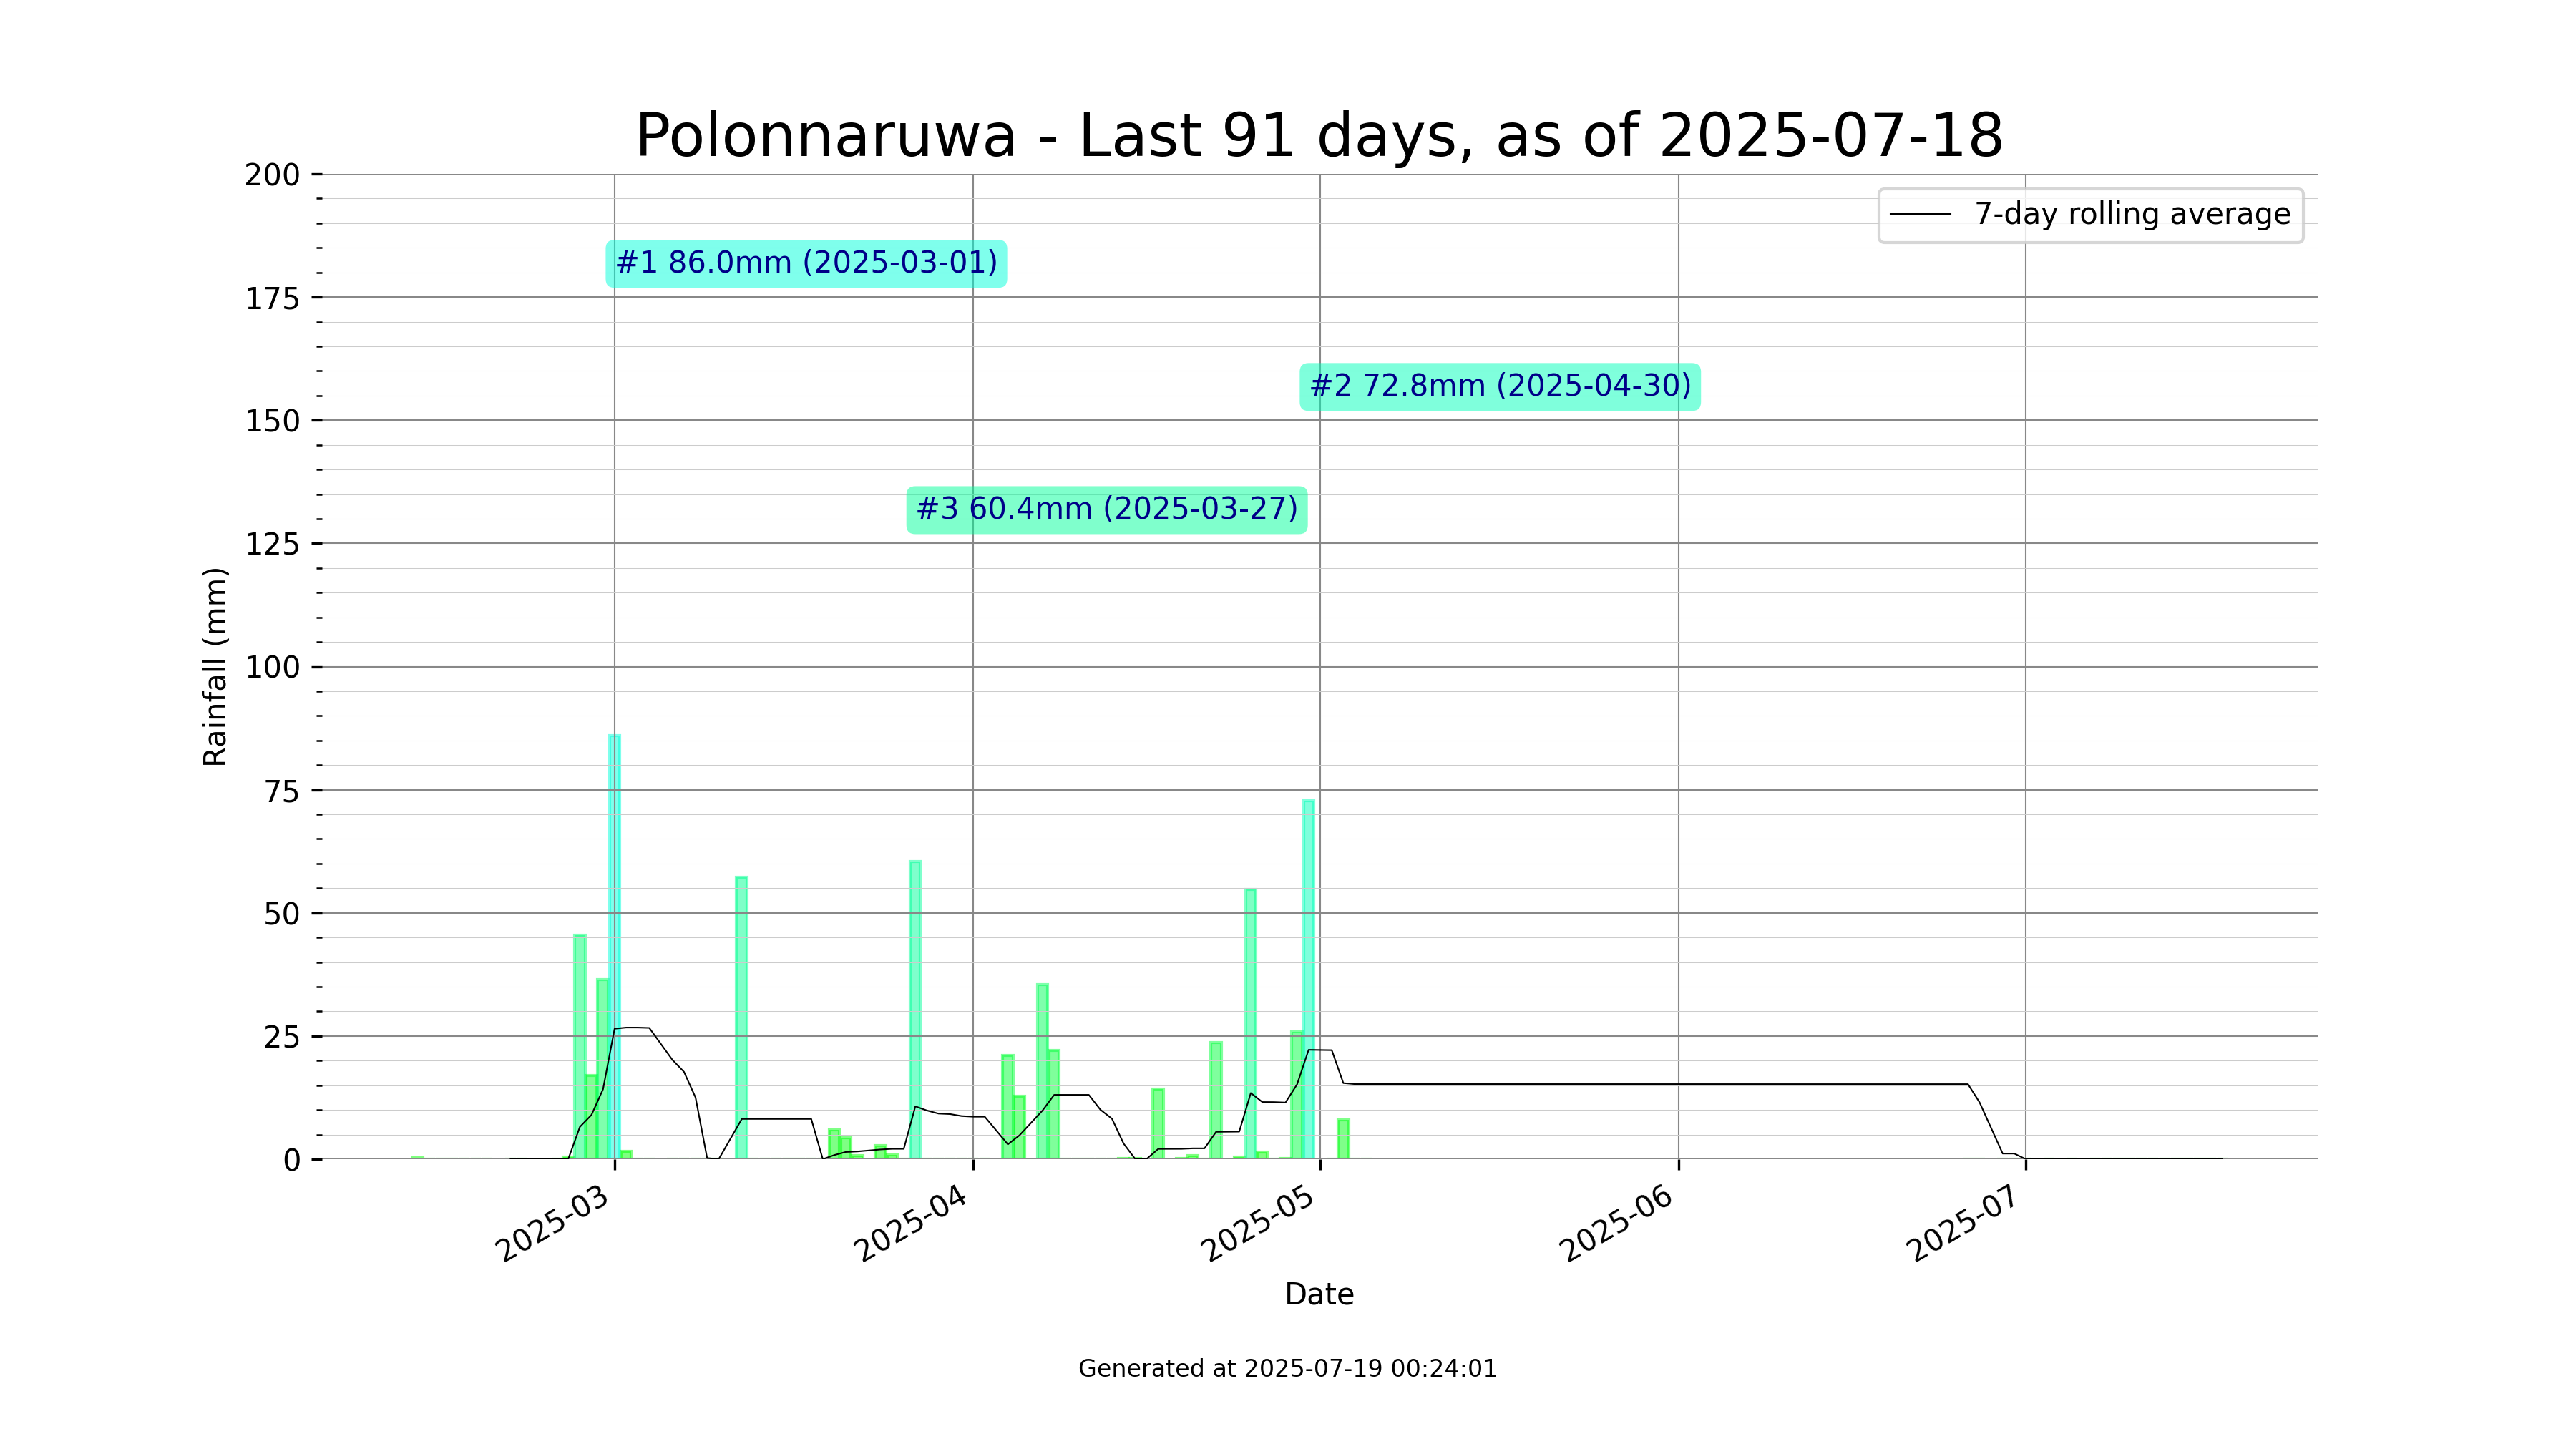 Polonnaruwa - Last 91 days, as of 2025-07-18
7-day rolling average
#1 86.0mm (2025-03-01)
#2 72.8mm (2025-04-30)
#3 60.4mm (2025-03-27)
Rainfall (mm)
200
175
150
125
100
75
50
25
0
2025-03
2025-04
2025-05
2025-06
2025-07
Date
Generated at 2025-07-19 00:24:01